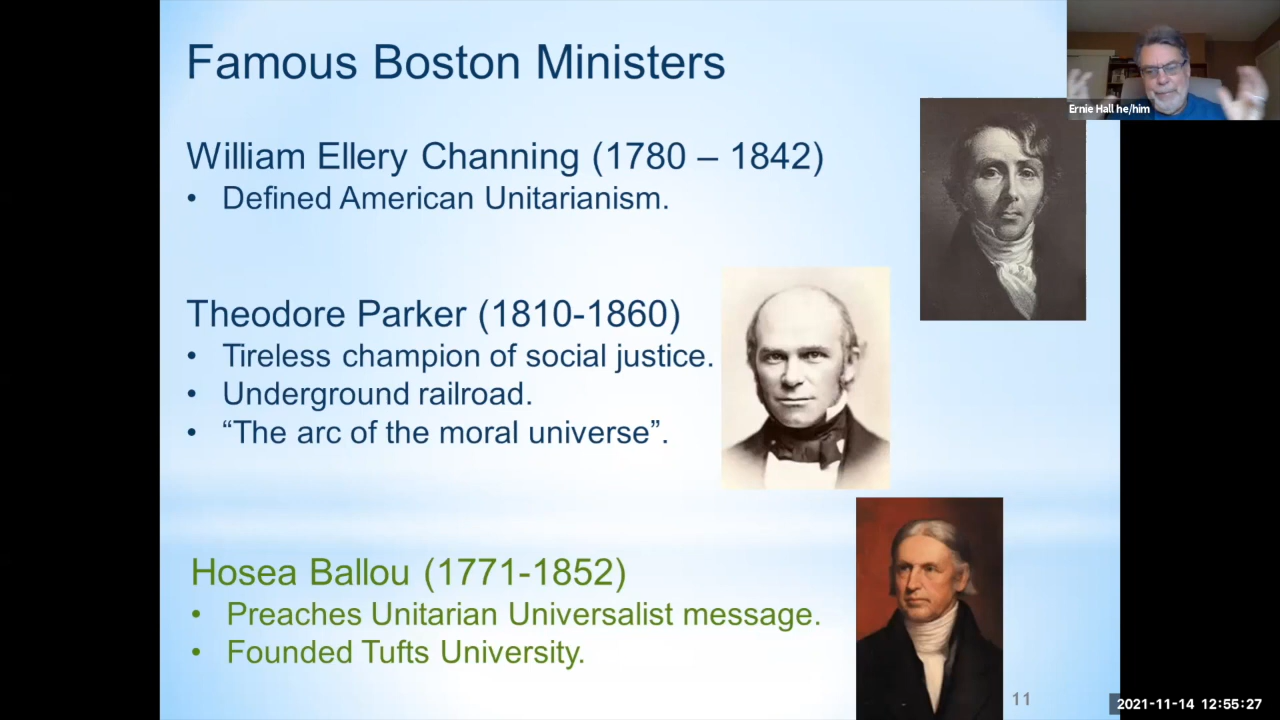 Famous Boston Ministers
Ernie Hall he/him
William Ellery Channing (1780 – 1842)
• Defined American Unitarianism.
Theodore Parker (1810-1860)
• Tireless champion of social justice.
• Underground railroad.
• “The arc of the moral universe”.
Hosea Ballou (1771-1852)
• Preaches Unitarian Universalist message.
• Founded Tufts University.
11
2021-11-14 12:55:27